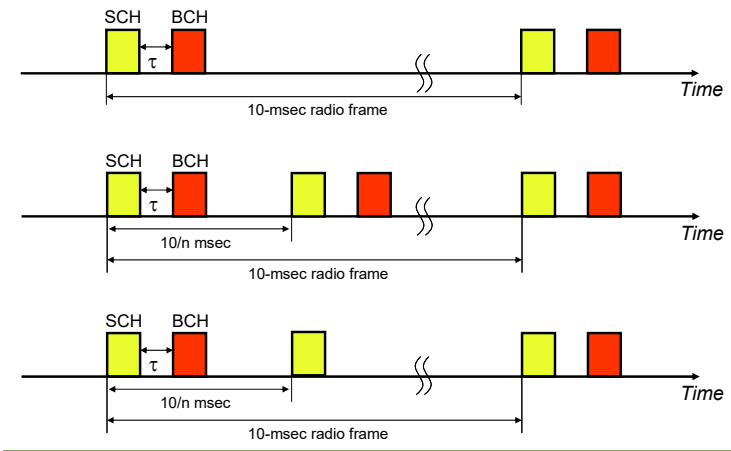 SCH BCH
τ
Time
10-msec radio frame
SCH BCH
τ
10/n msec
Time
10-msec radio frame
SCH BCH
τ
10/n msec
Time
10-msec radio frame